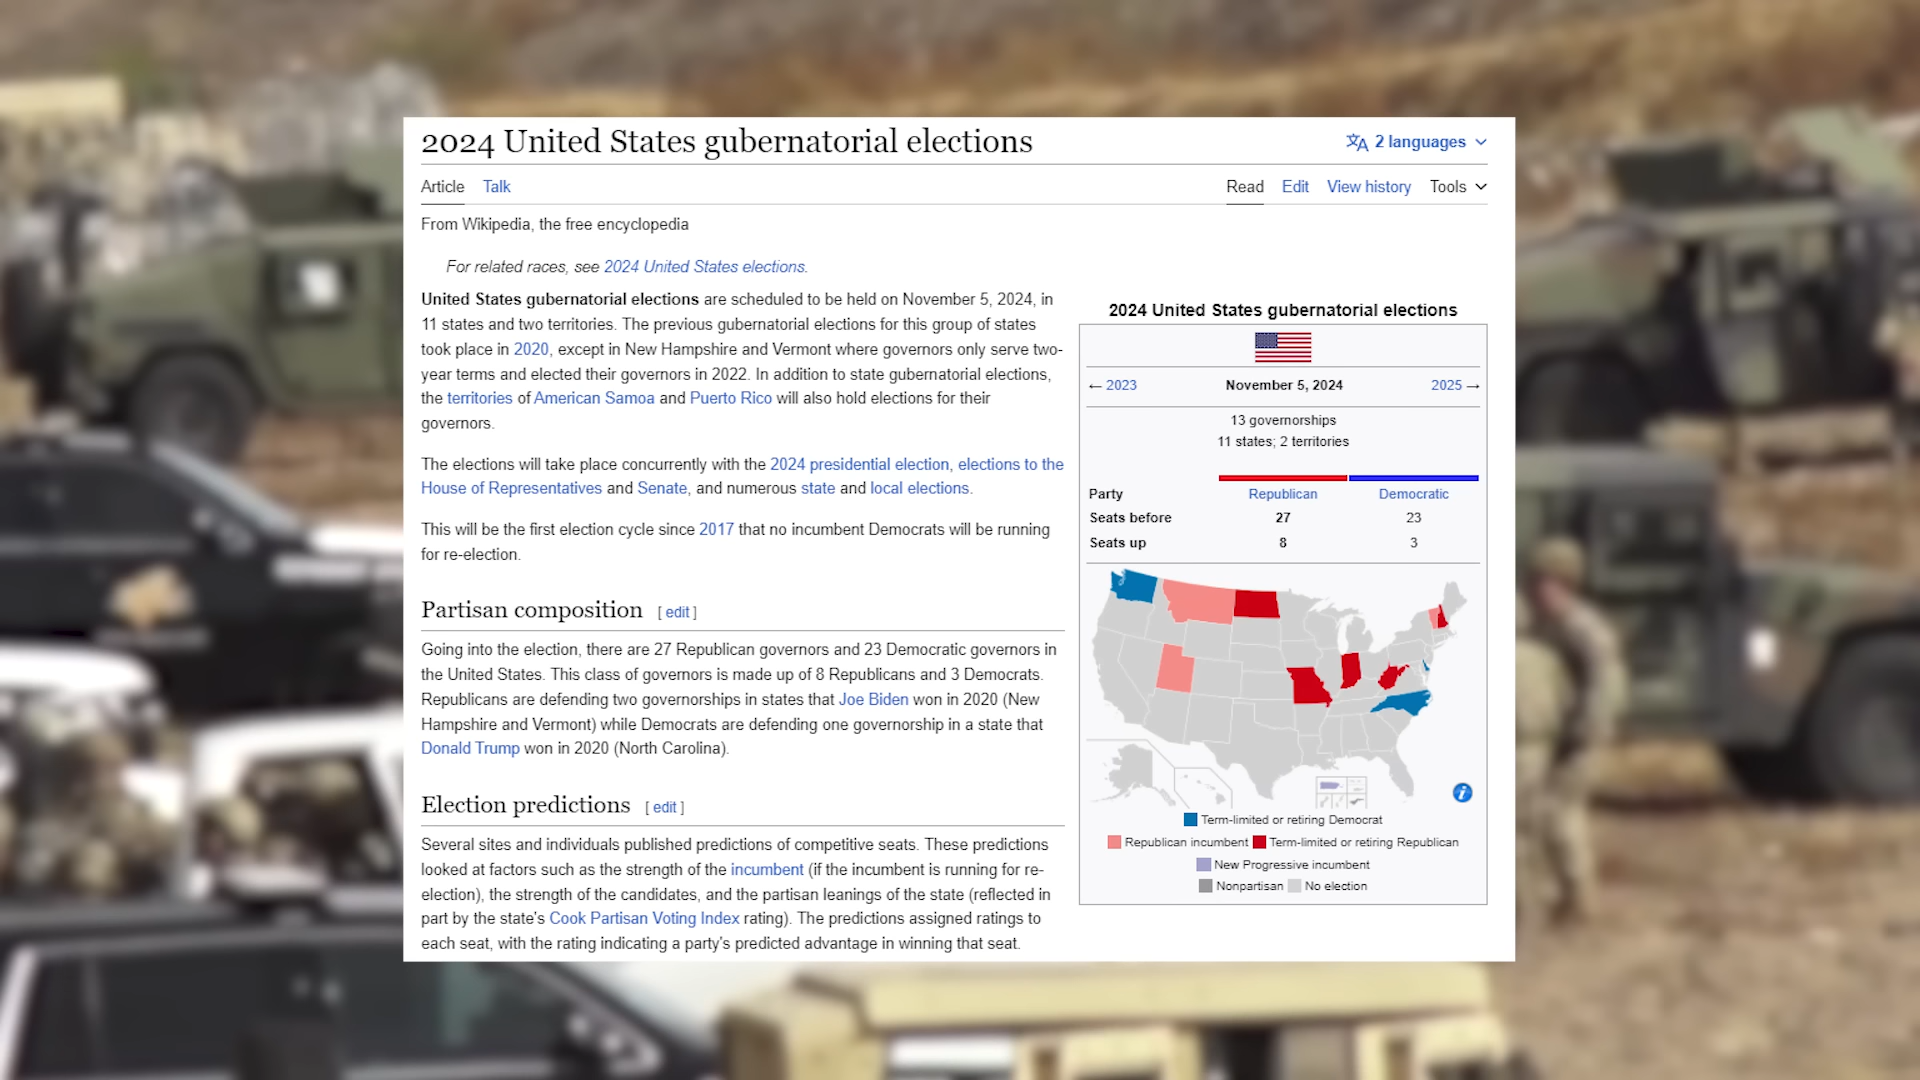 2024 United States gubernatorial elections
2 languages
Article Talk
Read Edit View history Tools
From Wikipedia, the free encyclopedia
For related races, see 2024 United States elections.
United States gubernatorial elections are scheduled to be held on November 5, 2024, in
11 states and two territories. The previous gubernatorial elections for this group of states
took place in 2020, except in New Hampshire and Vermont where governors only serve two-
year terms and elected their governors in 2022. In addition to state gubernatorial elections,
the territories of American Samoa and Puerto Rico will also hold elections for their
governors.
The elections will take place concurrently with the 2024 presidential election, elections to the
House of Representatives and Senate, and numerous state and local elections.
This will be the first election cycle since 2017 that no incumbent Democrats will be running
for re-election.
Partisan composition [ edit ]
Going into the election, there are 27 Republican governors and 23 Democratic governors in
the United States. This class of governors is made up of 8 Republicans and 3 Democrats.
Republicans are defending two governorships in states that Joe Biden won in 2020 (New
Hampshire and Vermont) while Democrats are defending one governorship in a state that
Donald Trump won in 2020 (North Carolina).
Election predictions [ edit ]
Several sites and individuals published predictions of competitive seats. These predictions
looked at factors such as the strength of the incumbent (if the incumbent is running for re-
election), the strength of the candidates, and the partisan leanings of the state (reflected in
part by the state's Cook Partisan Voting Index rating). The predictions assigned ratings to
each seat, with the rating indicating a party's predicted advantage in winning that seat.
2024 United States gubernatorial elections
← 2023 November 5, 2024 2025 →
13 governorships
11 states; 2 territories
Party Republican Democratic
Seats before 27 23
Seats up 8 3
i
Term-limited or retiring Democrat
Republican incumbent Term-limited or retiring Republican
New Progressive incumbent
Nonpartisan No election